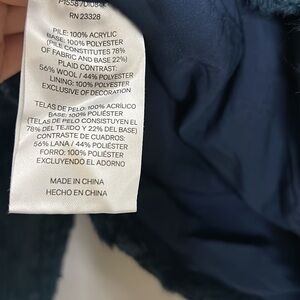 RN 23328
PILE: 100% ACRYLIC
BASE: 100% POLYESTER
(PILE CONSTITUTES 78%
OF FABRIC AND BASE 22%)
PLAID CONTRAST:
56% WOOL / 44% POLYESTER
LINING: 100% POLYESTER
EXCLUSIVE OF DECORATION
TELAS DE PELO: 100% ACRÍLICO
BASE: 100% POLIÉSTER
(TELAS DE PELO CONSTITUYEN EL
78% DEL TEJIDO Y 22% DEL BASE)
CONTRASTE DE CUADROS:
56% LANA / 44% POLIÉSTER
FORRO: 100% POLIÉSTER
EXCLUYENDO EL ADORNO
MADE IN CHINA
HECHO EN CHINA